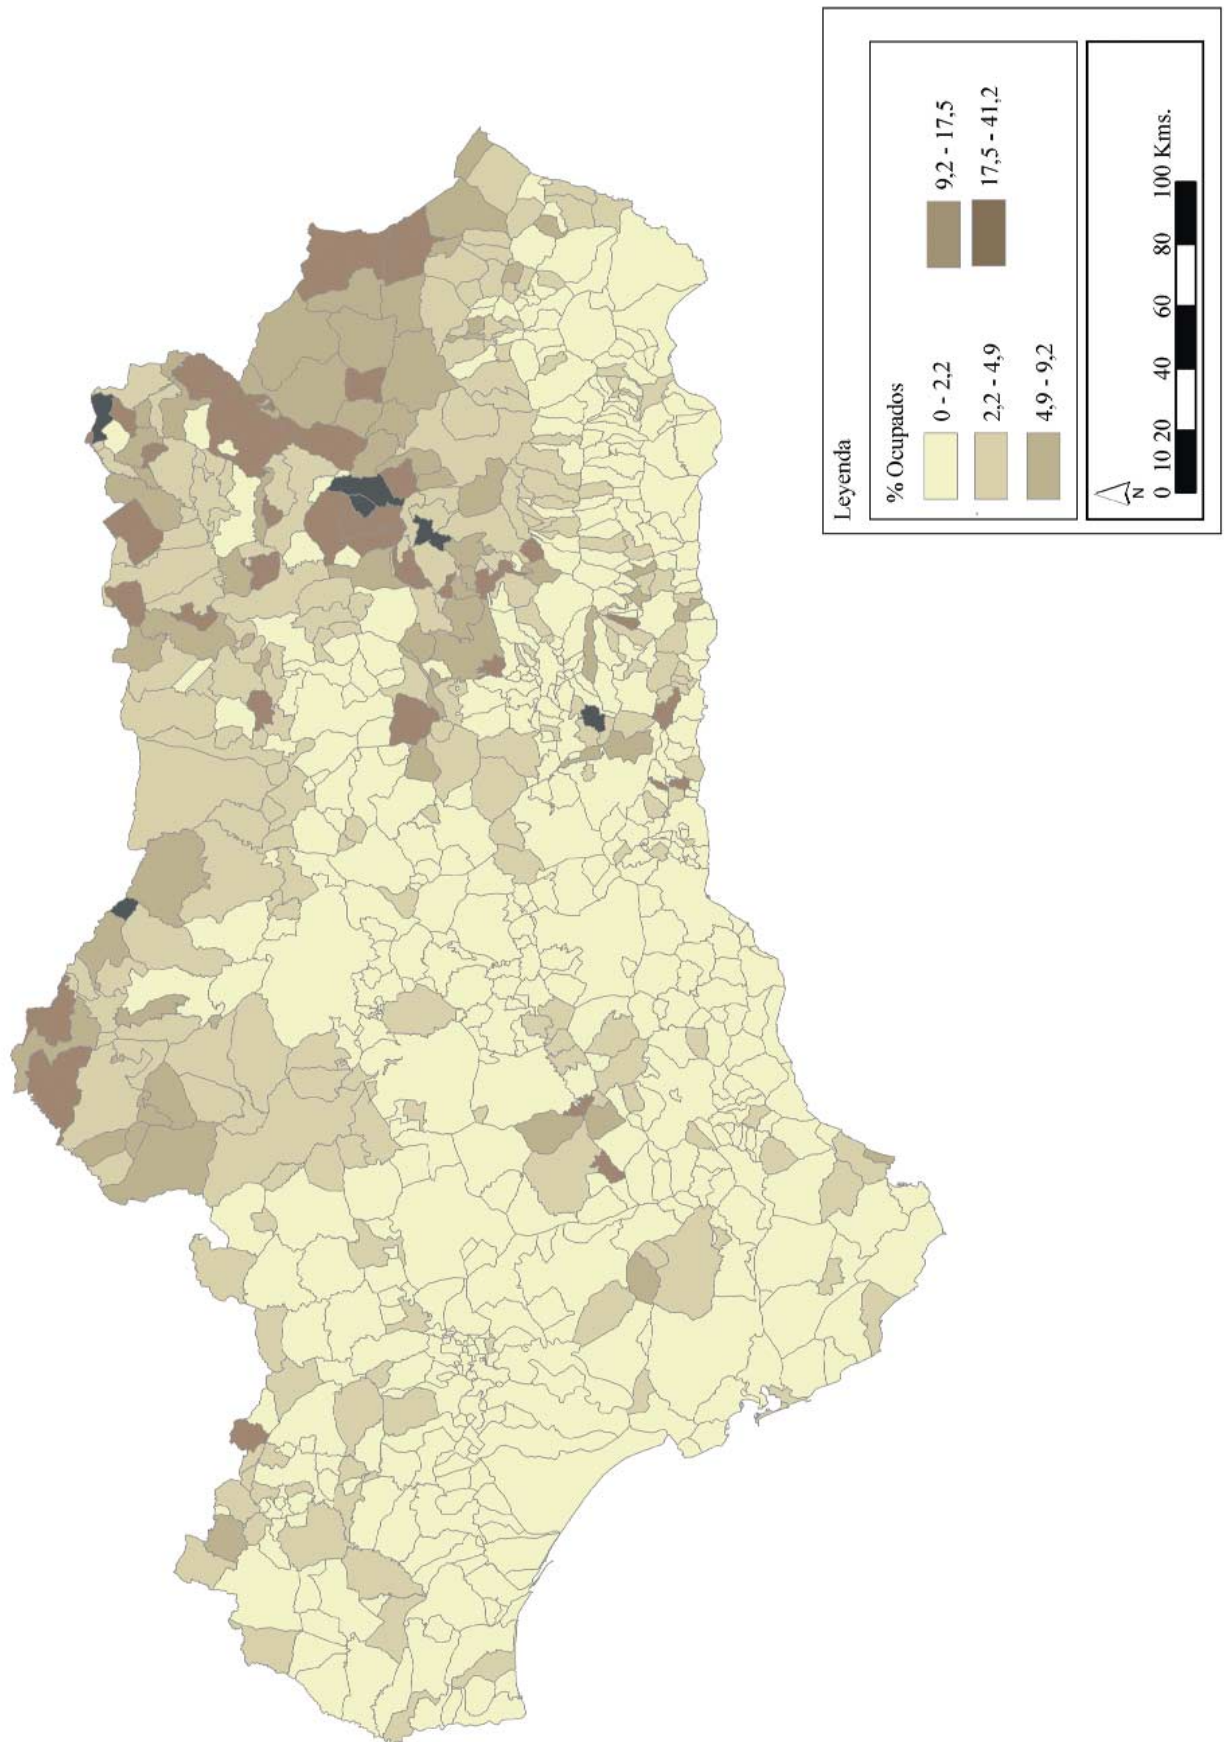 Leyenda
% Ocupados
0 - 2,2
2,2 - 4,9
4,9 - 9,2
9,2 - 17,5
17,5 - 41,2
N
0 10 20 40 60 80 100 Kms.